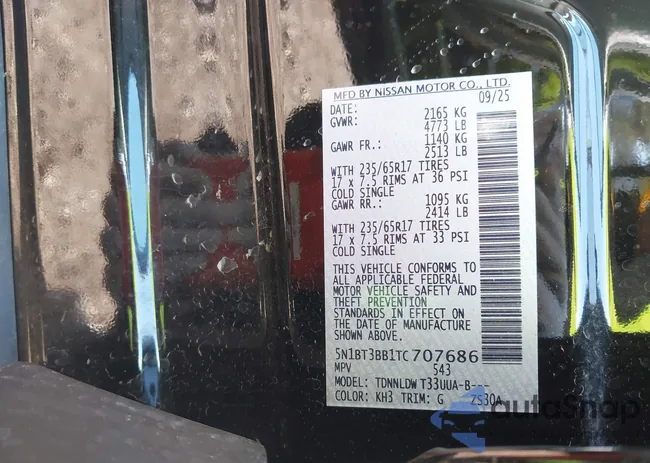 MFD BY NISSAN MOTOR CO., LTD.
DATE: 09/25
GVWR: 2165 KG
4773 LB
GAWR FR.: 1140 KG
2513 LB
WITH 235/65R17 TIRES
17 x 7.5 RIMS AT 36 PSI
COLD SINGLE
GAWR RR.: 1095 KG
2414 LB
WITH 235/65R17 TIRES
17 x 7.5 RIMS AT 33 PSI
COLD SINGLE
THIS VEHICLE CONFORMS TO
ALL APPLICABLE FEDERAL
MOTOR VEHICLE SAFETY AND
THEFT PREVENTION
STANDARDS IN EFFECT ON
THE DATE OF MANUFACTURE
SHOWN ABOVE.
5N1BT3BB1TC707686
MPV 543
MODEL: TDNNLDW T33UUA-B---
COLOR: KH3 TRIM: G ZS30A
autoSnap